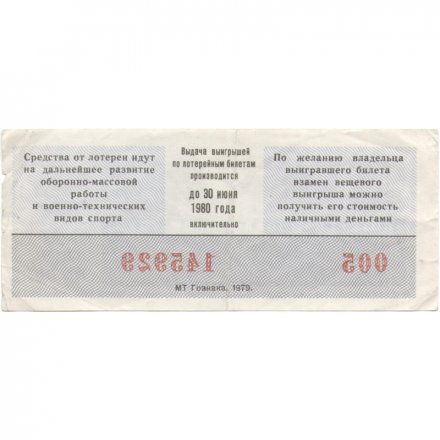 Средства от лотереи идут
на дальнейшее развитие
оборонно-массовой
работы
и военно-технических
видов спорта
Выдача выигрышей
по лотерейным билетам
производится
до 30 июня
1980 года
включительно
По желанию владельца
выигравшего билета
взамен вещевого
выигрыша можно
получить его стоимость
наличными деньгами
145929
005
МТ Гознака. 1979.